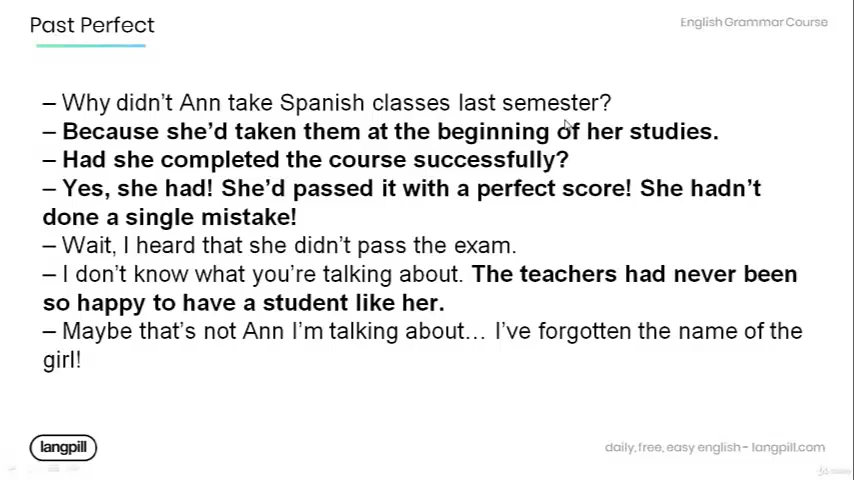 Past Perfect
English Grammar Course
– Why didn’t Ann take Spanish classes last semester?
– Because she’d taken them at the beginning of her studies.
– Had she completed the course successfully?
– Yes, she had! She’d passed it with a perfect score! She hadn’t
done a single mistake!
– Wait, I heard that she didn’t pass the exam.
– I don’t know what you’re talking about. The teachers had never been
so happy to have a student like her.
– Maybe that’s not Ann I’m talking about… I’ve forgotten the name of the
girl!
langpill
daily, free, easy english - langpill.com